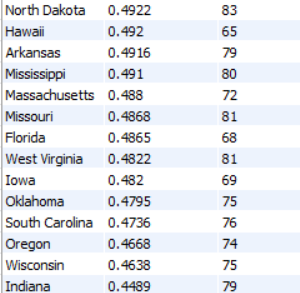 North Dakota 0.4922 83
Hawaii 0.492 65
Arkansas 0.4916 79
Mississippi 0.491 80
Massachusetts 0.488 72
Missouri 0.4868 81
Florida 0.4865 68
West Virginia 0.4822 81
Iowa 0.482 69
Oklahoma 0.4795 75
South Carolina 0.4736 76
Oregon 0.4668 74
Wisconsin 0.4638 75
Indiana 0.4489 79